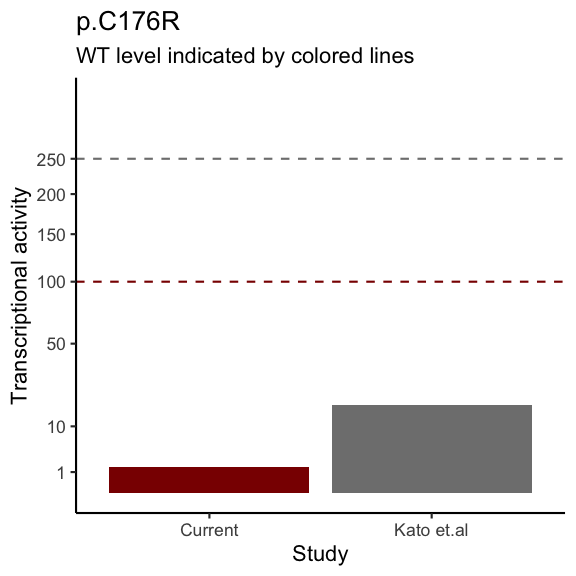 p.C176R
WT level indicated by colored lines
Transcriptional activity
250
200
150
100
50
10
1
Current
Kato et.al
Study